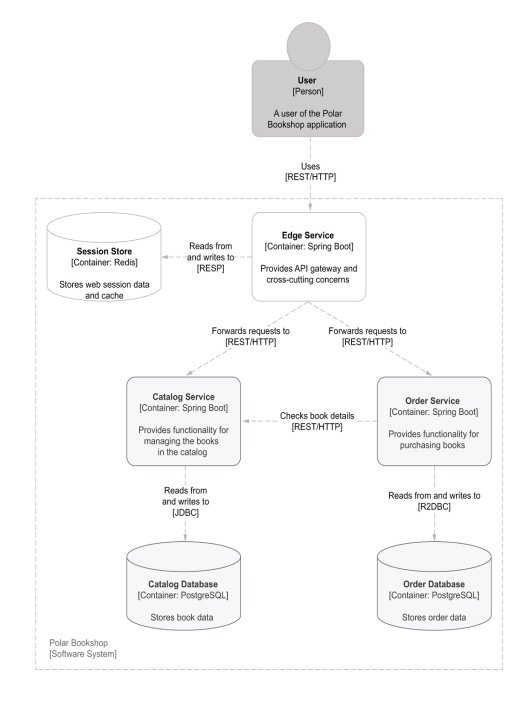 User
[Person]
A user of the Polar
Bookshop application
Uses
[REST/HTTP]
Edge Service
[Container: Spring Boot]
Provides API gateway and
cross-cutting concerns
Reads from
and writes to
[RESP]
Session Store
[Container: Redis]
Stores web session data
and cache
Forwards requests to
[REST/HTTP]
Forwards requests to
[REST/HTTP]
Catalog Service
[Container: Spring Boot]
Provides functionality for
managing the books
in the catalog
Checks book details
[REST/HTTP]
Order Service
[Container: Spring Boot]
Provides functionality for
purchasing books
Reads from
and writes to
[JDBC]
Reads from and writes to
[R2DBC]
Catalog Database
[Container: PostgreSQL]
Stores book data
Order Database
[Container: PostgreSQL]
Stores order data
Polar Bookshop
[Software System]